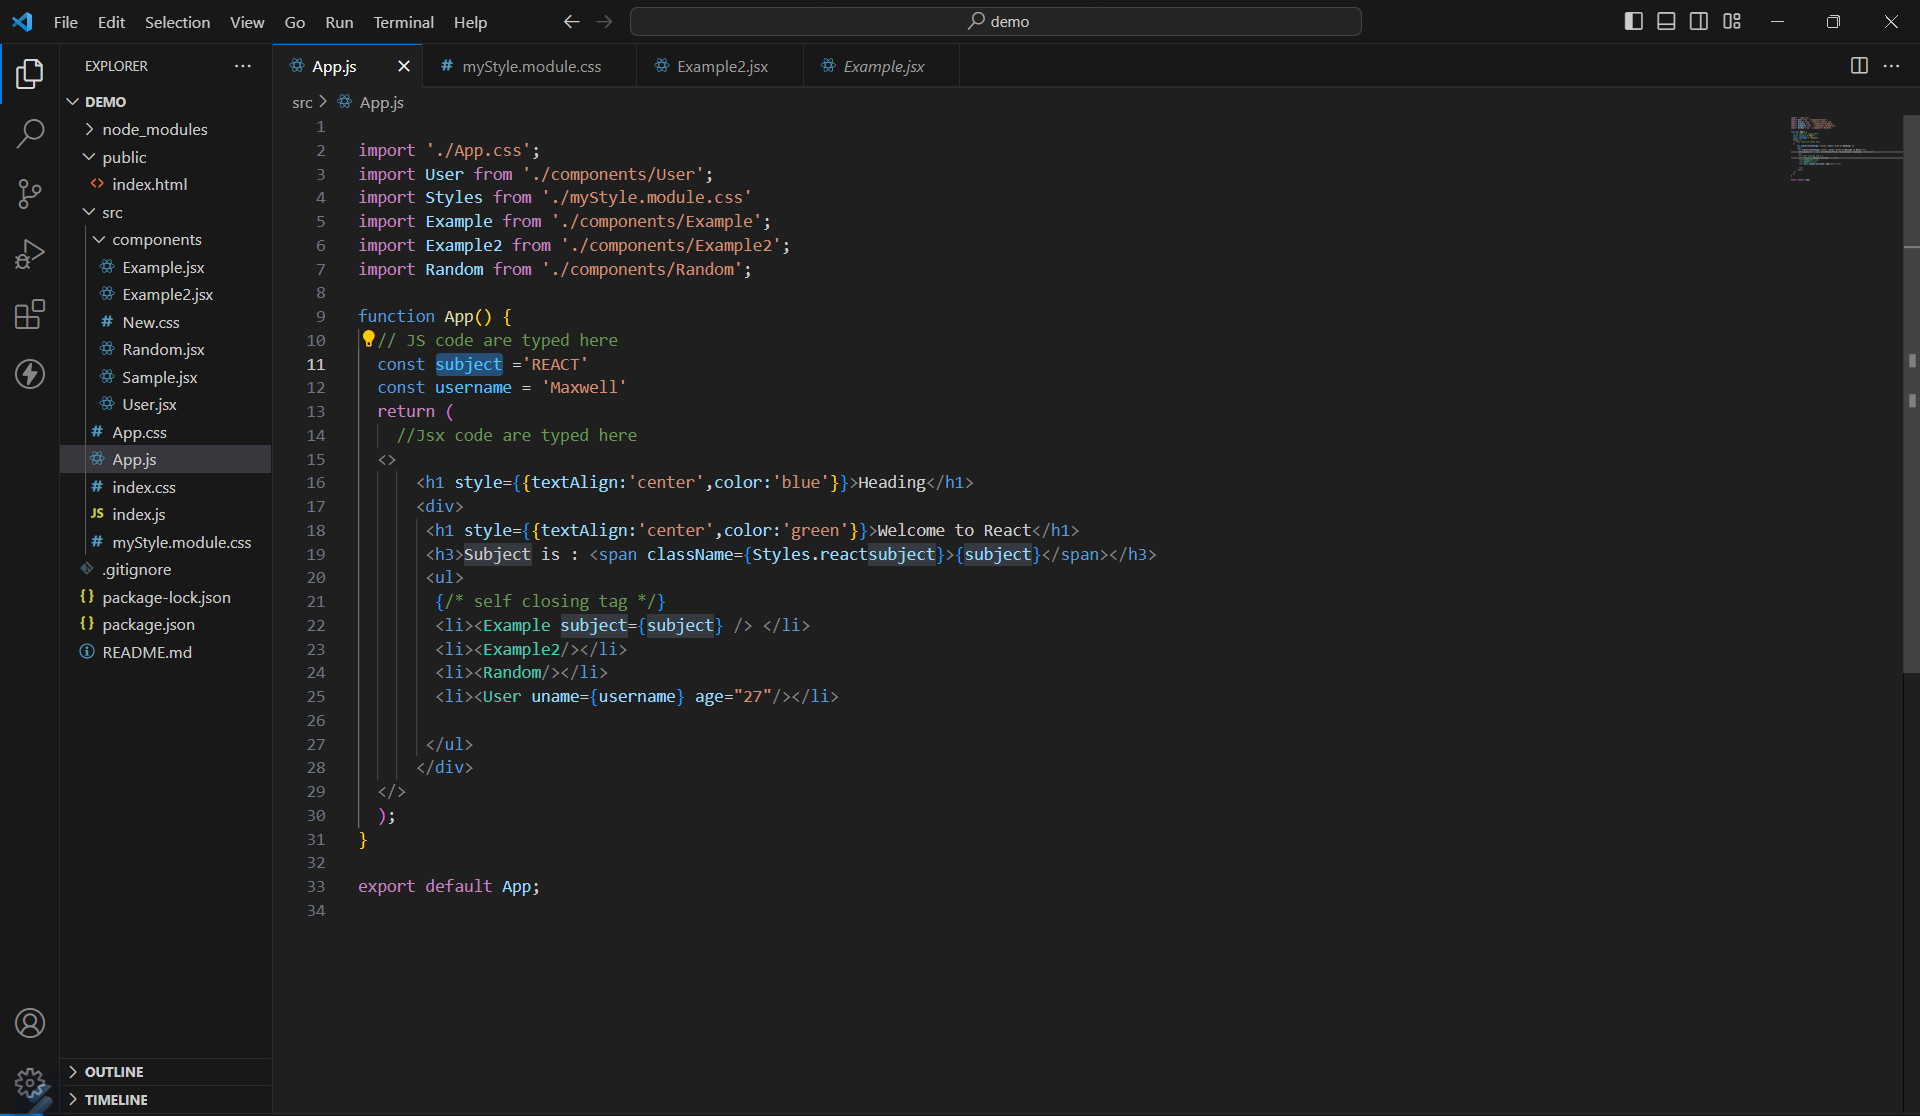 File Edit Selection View Go Run Terminal Help
demo
EXPLORER
DEMO
node_modules
public
index.html
src
components
Example.jsx
Example2.jsx
New.css
Random.jsx
Sample.jsx
User.jsx
App.css
App.js
index.css
index.js
myStyle.module.css
.gitignore
package-lock.json
package.json
README.md
OUTLINE
TIMELINE
App.js myStyle.module.css Example2.jsx Example.jsx
src > App.js
1
2 import './App.css';
3 import User from './components/User';
4 import Styles from './myStyle.module.css'
5 import Example from './components/Example';
6 import Example2 from './components/Example2';
7 import Random from './components/Random';
8
9 function App() {
10 // JS code are typed here
11 const subject ='REACT'
12 const username = 'Maxwell'
13 return (
14 //Jsx code are typed here
15 <>
16 <h1 style={{textAlign:'center',color:'blue'}}>Heading</h1>
17 <div>
18 <h1 style={{textAlign:'center',color:'green'}}>Welcome to React</h1>
19 <h3>Subject is : <span className={Styles.reactsubject}>{subject}</span></h3>
20 <ul>
21 {/* self closing tag */}
22 <li><Example subject={subject} /> </li>
23 <li><Example2/></li>
24 <li><Random/></li>
25 <li><User uname={username} age="27"/></li>
26
27 </ul>
28 </div>
29 </>
30 );
31 }
32
33 export default App;
34